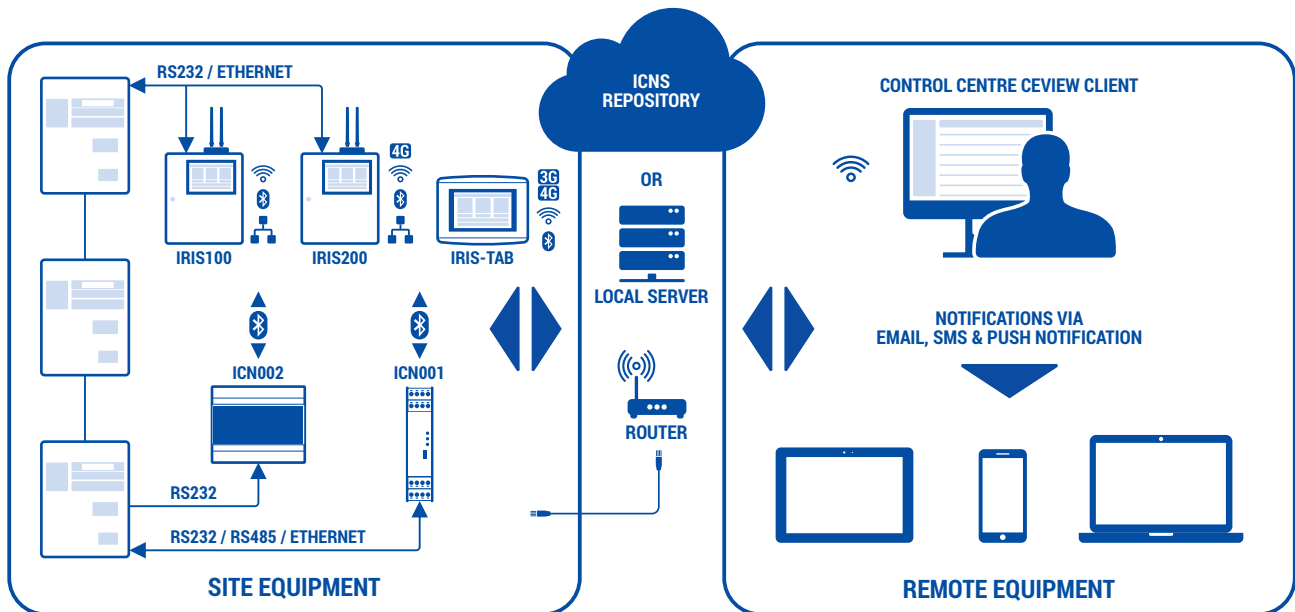 RS232 / ETHERNET
4G
3G
4G
IRIS100
IRIS200
IRIS-TAB
ICN002
ICN001
RS232
RS232 / RS485 / ETHERNET
SITE EQUIPMENT
ICNS
REPOSITORY
OR
LOCAL SERVER
ROUTER
CONTROL CENTRE CEVIEW CLIENT
NOTIFICATIONS VIA
EMAIL, SMS & PUSH NOTIFICATION
REMOTE EQUIPMENT